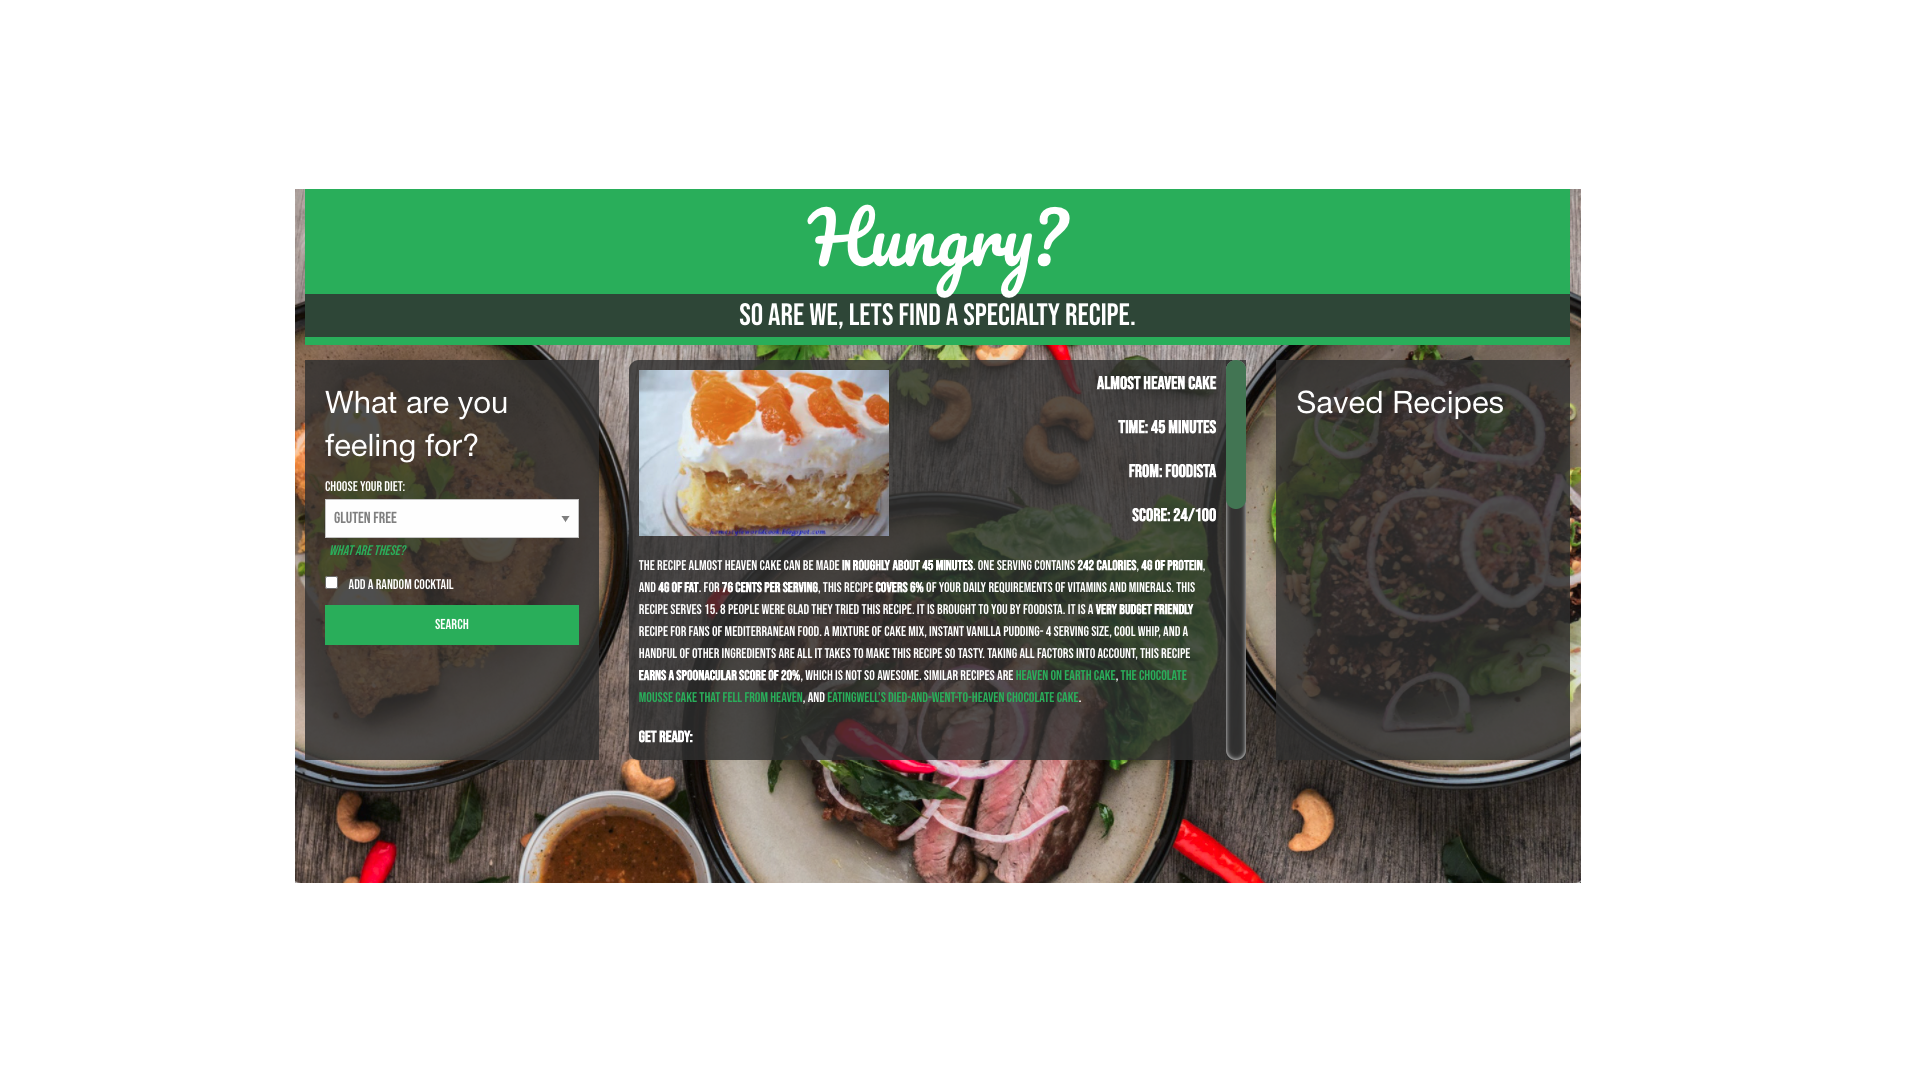 Hungry?
SO ARE WE, LETS FIND A SPECIALTY RECIPE.
What are you
feeling for?
CHOOSE YOUR DIET:
GLUTEN FREE
WHAT ARE THESE?
ADD A RANDOM COCKTAIL
SEARCH
ALMOST HEAVEN CAKE
TIME: 45 MINUTES
FROM: FOODISTA
SCORE: 24/100
THE RECIPE ALMOST HEAVEN CAKE CAN BE MADE IN ROUGHLY ABOUT 45 MINUTES. ONE SERVING CONTAINS 242 CALORIES, 4G OF PROTEIN,
AND 4G OF FAT. FOR 76 CENTS PER SERVING, THIS RECIPE COVERS 6% OF YOUR DAILY REQUIREMENTS OF VITAMINS AND MINERALS. THIS
RECIPE SERVES 15. 8 PEOPLE WERE GLAD THEY TRIED THIS RECIPE. IT IS BROUGHT TO YOU BY FOODISTA. IT IS A VERY BUDGET FRIENDLY
RECIPE FOR FANS OF MEDITERRANEAN FOOD. A MIXTURE OF CAKE MIX, INSTANT VANILLA PUDDING- 4 SERVING SIZE, COOL WHIP, AND A
HANDFUL OF OTHER INGREDIENTS ARE ALL IT TAKES TO MAKE THIS RECIPE SO TASTY. TAKING ALL FACTORS INTO ACCOUNT, THIS RECIPE
EARNS A SPOONACULAR SCORE OF 20%, WHICH IS NOT SO AWESOME. SIMILAR RECIPES ARE HEAVEN ON EARTH CAKE, THE CHOCOLATE
MOUSSE CAKE THAT FELL FROM HEAVEN, AND EATINGWELL'S DIED-AND-WENT-TO-HEAVEN CHOCOLATE CAKE.
GET READY:
Saved Recipes